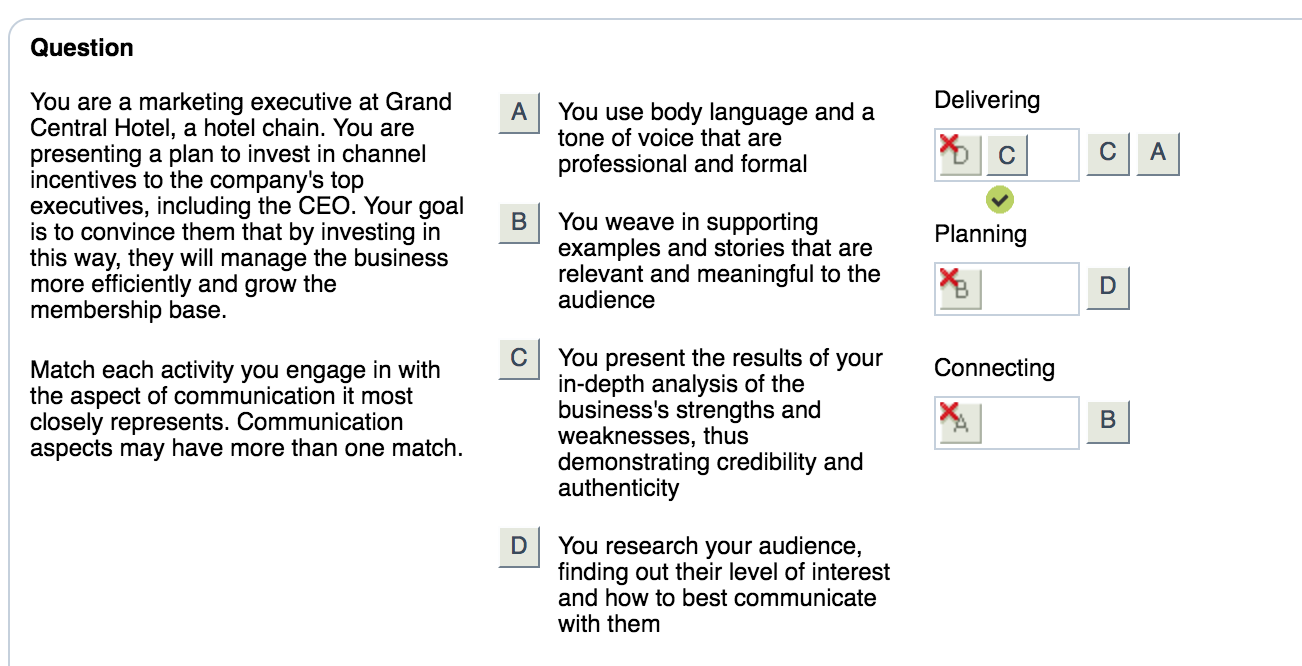 Question
You are a marketing executive at Grand
Central Hotel, a hotel chain. You are
presenting a plan to invest in channel
incentives to the company's top
executives, including the CEO. Your goal
is to convince them that by investing in
this way, they will manage the business
more efficiently and grow the
membership base.
Match each activity you engage in with
the aspect of communication it most
closely represents. Communication
aspects may have more than one match.
A
You use body language and a
tone of voice that are
professional and formal
B
You weave in supporting
examples and stories that are
relevant and meaningful to the
audience
C
You present the results of your
in-depth analysis of the
business's strengths and
weaknesses, thus
demonstrating credibility and
authenticity
D
You research your audience,
finding out their level of interest
and how to best communicate
with them
Delivering
D C C A
Planning
B D
Connecting
A B